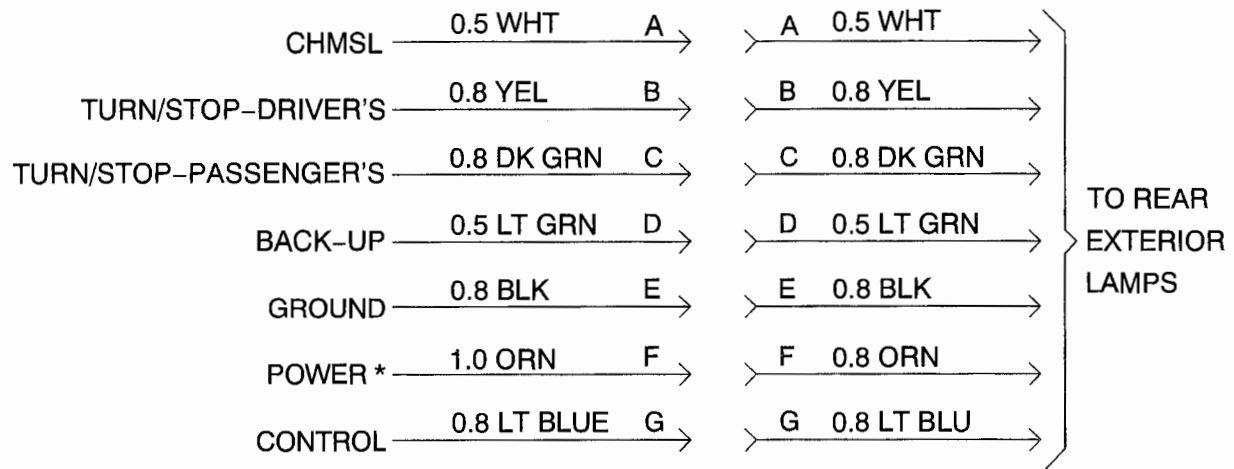 CHMSL 0.5 WHT A A 0.5 WHT
TURN/STOP-DRIVER'S 0.8 YEL B B 0.8 YEL
TURN/STOP-PASSENGER'S 0.8 DK GRN C C 0.8 DK GRN
BACK-UP 0.5 LT GRN D D 0.5 LT GRN
GROUND 0.8 BLK E E 0.8 BLK
POWER * 1.0 ORN F F 0.8 ORN
CONTROL 0.8 LT BLUE G G 0.8 LT BLU
TO REAR
EXTERIOR
LAMPS